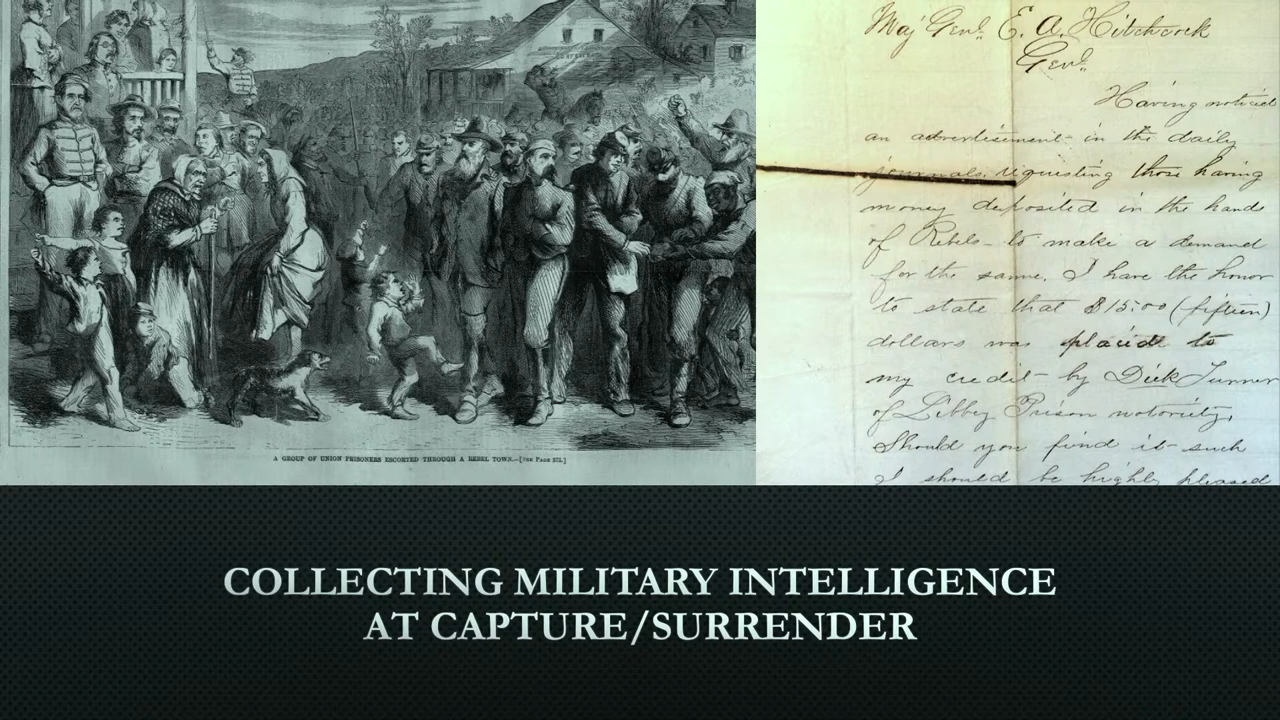 A GROUP OF UNION PRISONERS ESCORTED THROUGH A REBEL TOWN.—[SEE PAGE 372.]
Maj Genl. E. A. Hitchcock
Genl.
Having noticed
an advertisement in the daily
journals, requesting those having
money deposited in the hands
of Rebels to make a demand
for the same, I have the honor
to state that $15.00 (fifteen)
dollars was placed to
my credit by Dick Turner
of Libby Prison notoriety,
Should you find it such
I should be highly pleased
COLLECTING MILITARY INTELLIGENCE
AT CAPTURE/SURRENDER